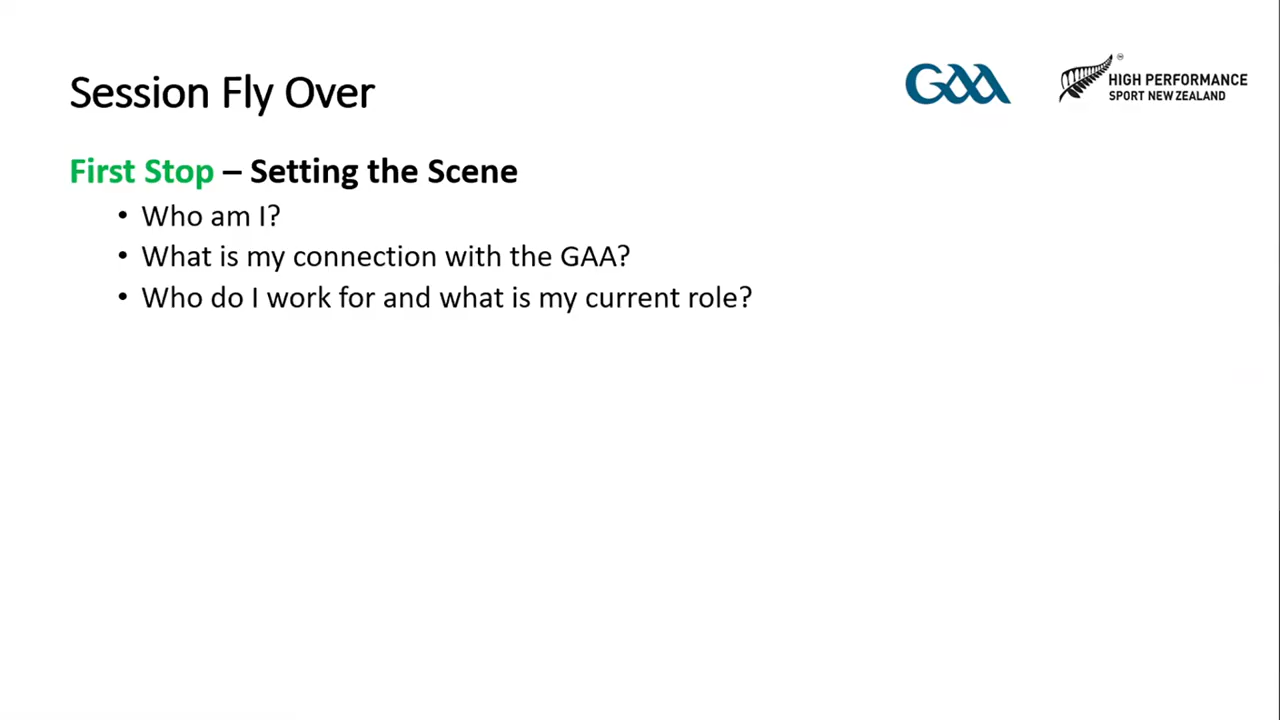 Session Fly Over
GAA
HIGH PERFORMANCE
SPORT NEW ZEALAND
First Stop – Setting the Scene
• Who am I?
• What is my connection with the GAA?
• Who do I work for and what is my current role?